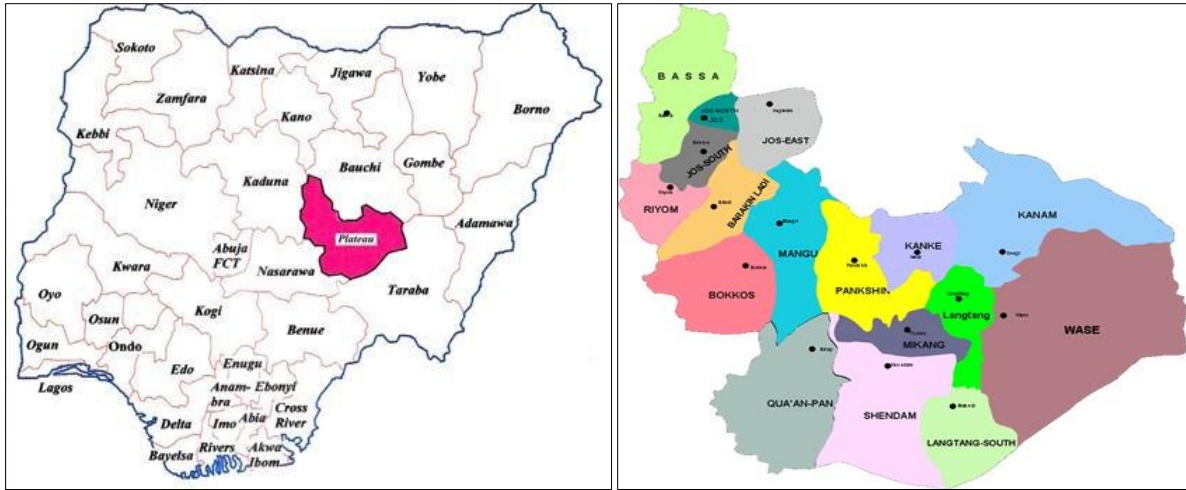 Sokoto
Katsina
Jigawa
Yobe
Borno
Zamfara
Kano
Kebbi
Bauchi
Gombe
Kaduna
Niger
Adamawa
Plateau
Abuja
FCT
Nasarawa
Kwara
Taraba
Oyo
Kogi
Osun
Benue
Ogun
Ondo
Edo
Enugu
Lagos
Anam-
bra
Ebonyi
Cross
River
Delta
Imo
Abia
Bayelsa
Rivers
Akwa
Ibom
BASSA
JOS-NORTH
JOS
JOS-EAST
JOS-SOUTH
BARAKIN LADI
RIYOM
KANAM
KANKE
MANGU
PANKSHIN
BOKKOS
Langtang
WASE
MIKANG
QUA'AN-PAN
SHENDAM
LANGTANG-SOUTH